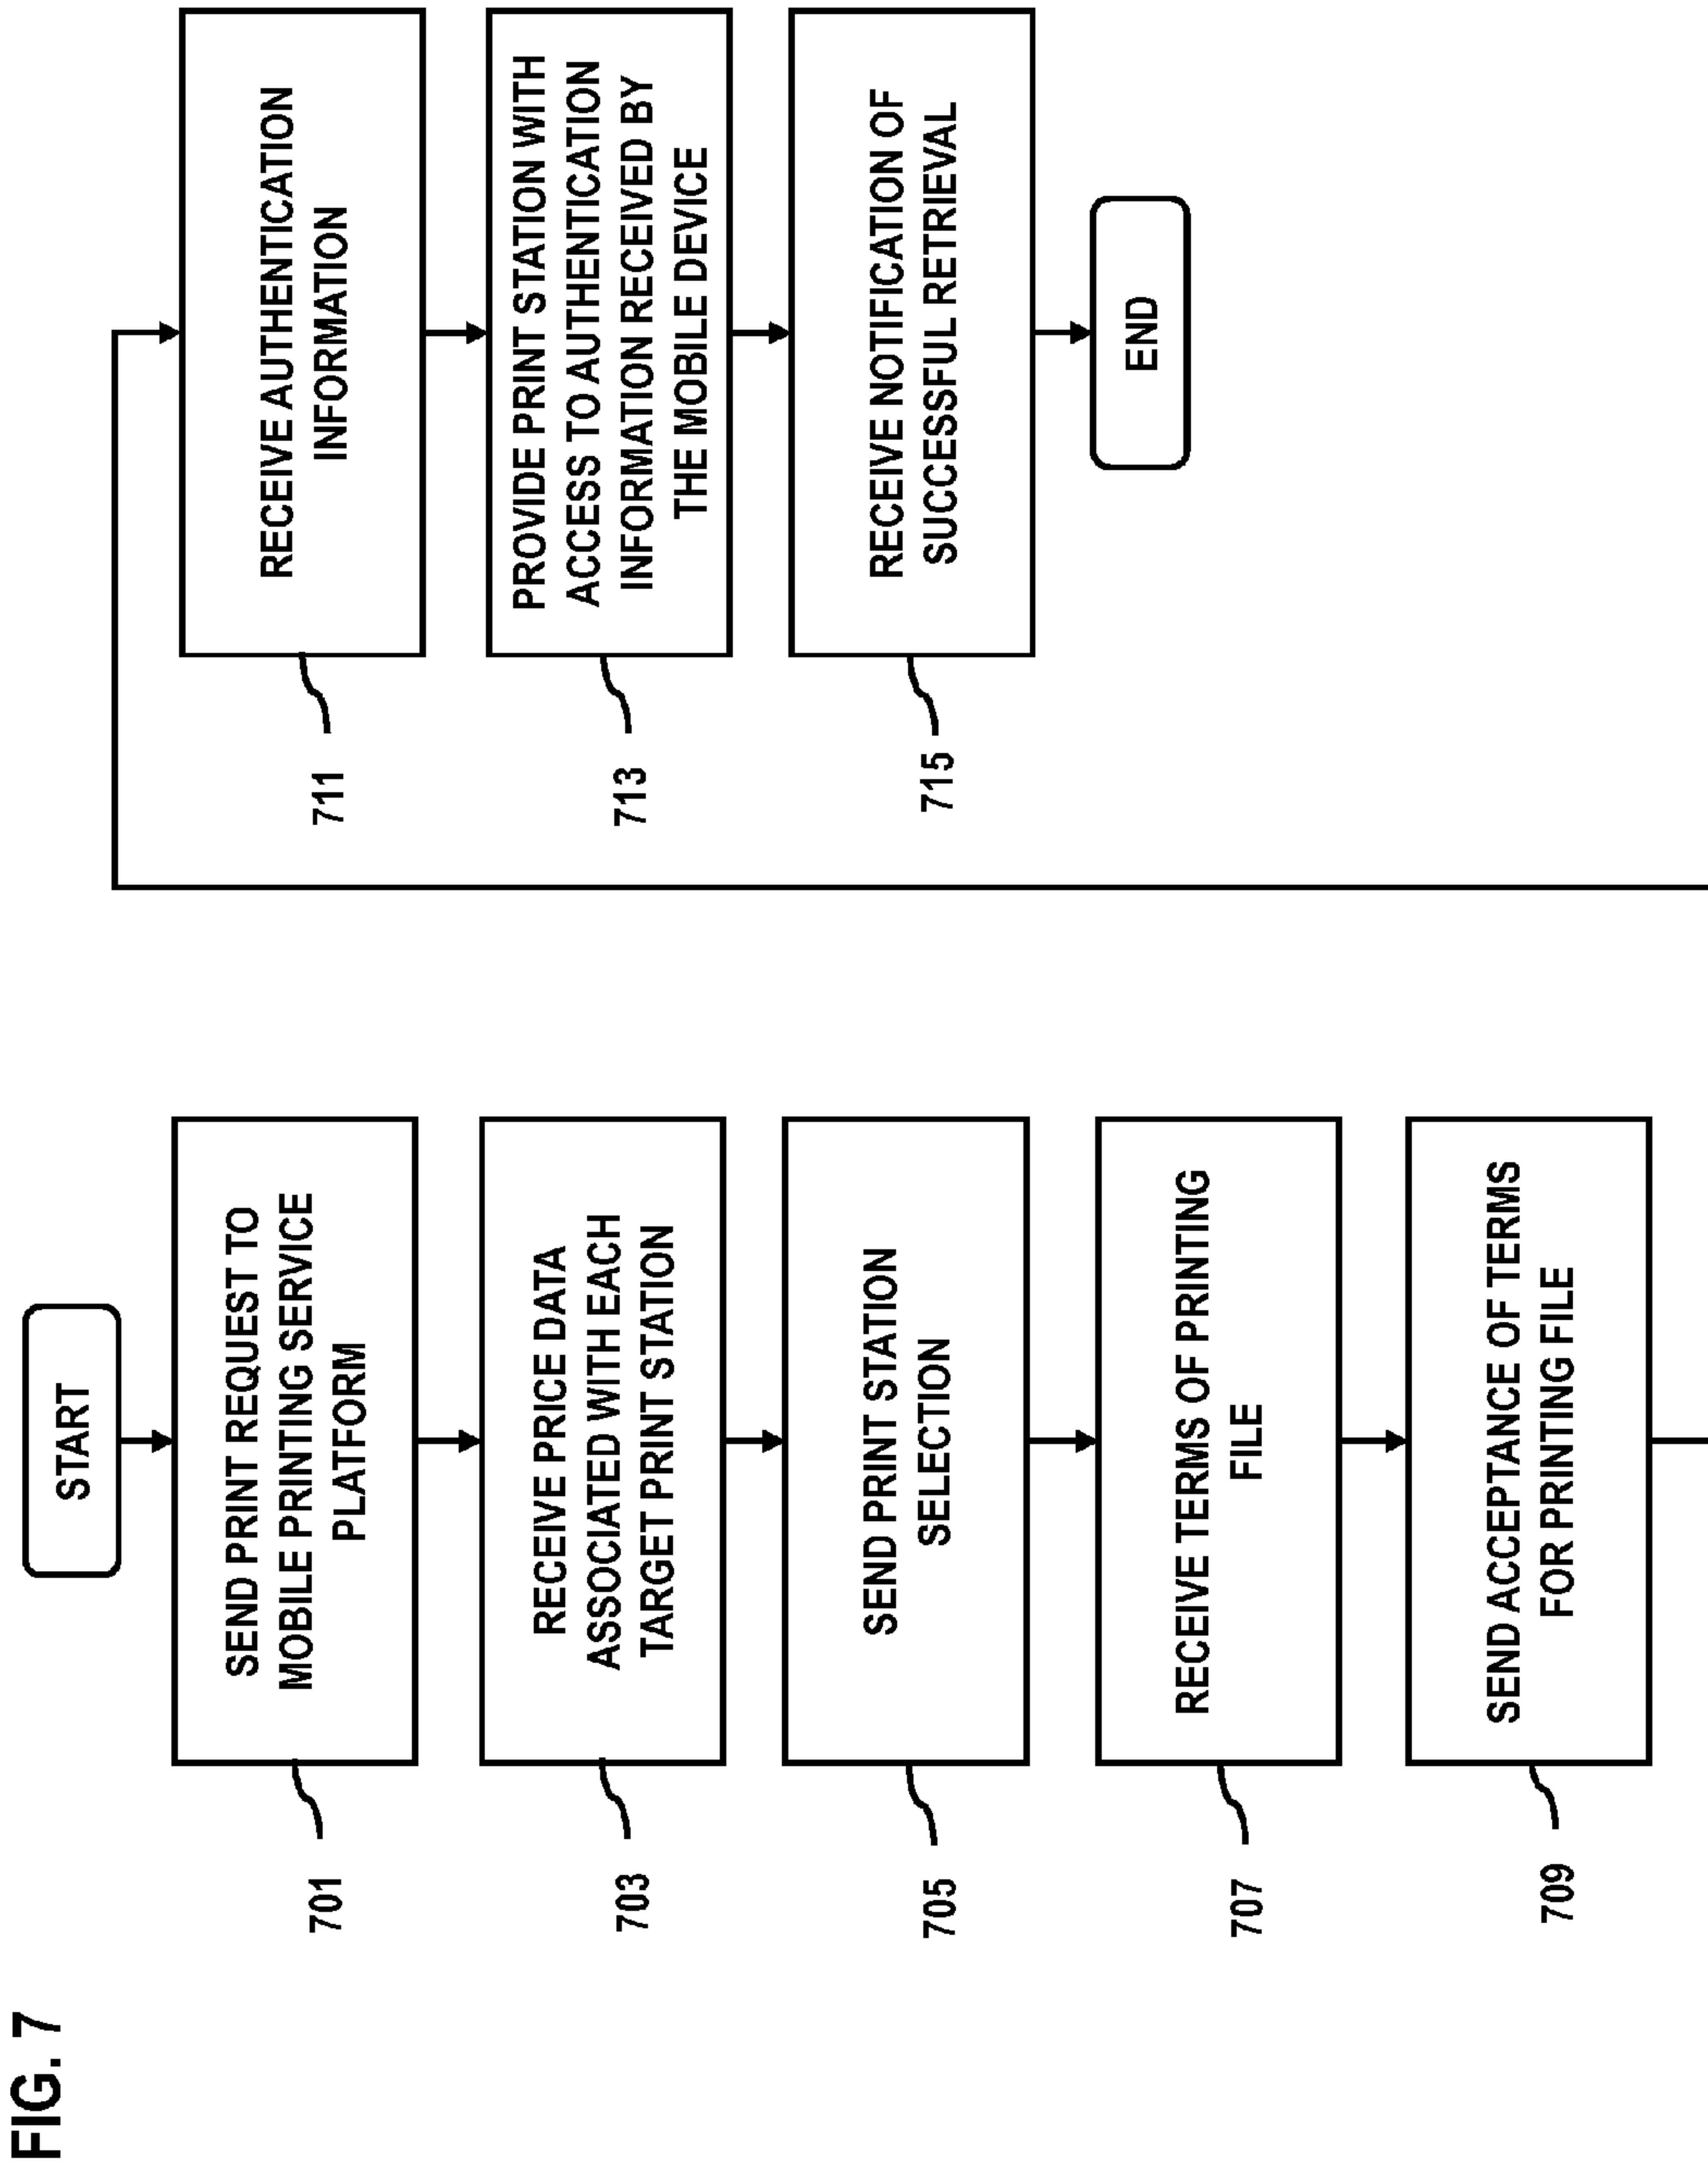 FIG. 7
START
701
SEND PRINT REQUEST TO
MOBILE PRINTING SERVICE
PLATFORM
703
RECEIVE PRICE DATA
ASSOCIATED WITH EACH
TARGET PRINT STATION
705
SEND PRINT STATION
SELECTION
707
RECEIVE TERMS OF PRINTING
FILE
709
SEND ACCEPTANCE OF TERMS
FOR PRINTING FILE
711
RECEIVE AUTHENTICATION
INFORMATION
713
PROVIDE PRINT STATION WITH
ACCESS TO AUTHENTICATION
INFORMATION RECEIVED BY
THE MOBILE DEVICE
715
RECEIVE NOTIFICATION OF
SUCCESSFUL RETRIEVAL
END